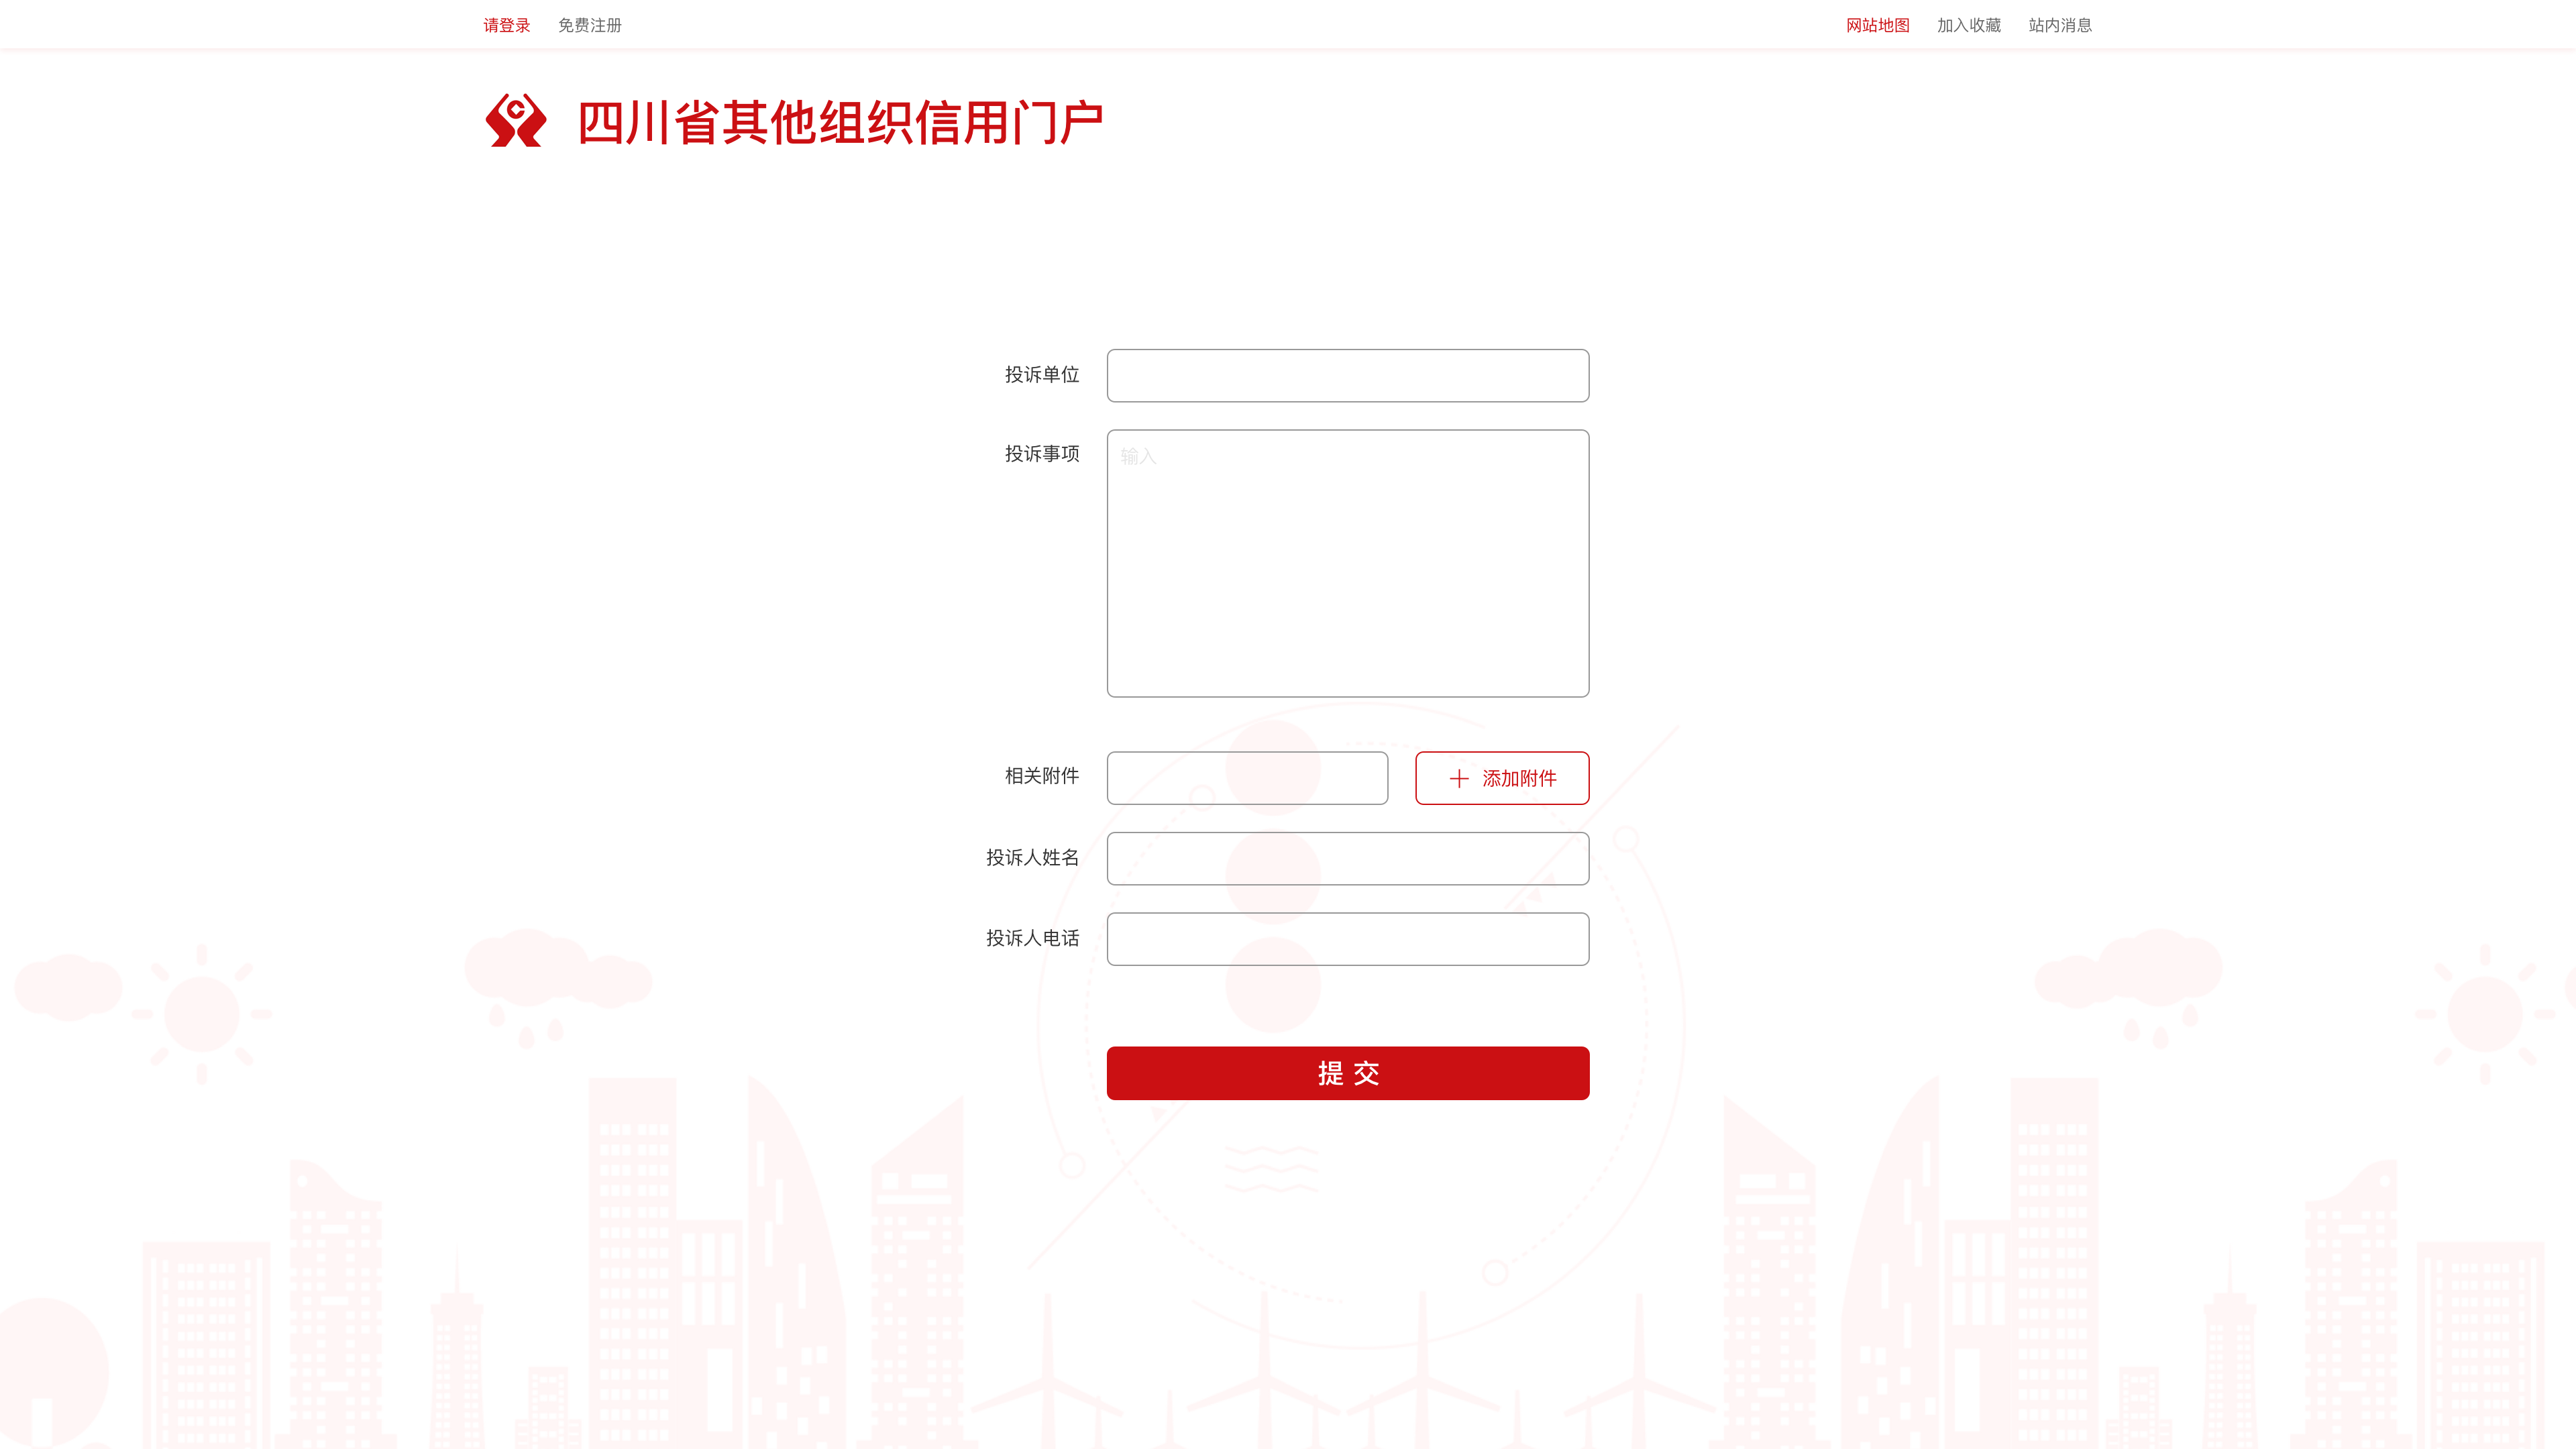 请登录 免费注册 网站地图 加入收藏 站内消息
四川省其他组织信用门户
投诉单位
投诉事项 输入
相关附件 添加附件
投诉人姓名
投诉人电话
提 交